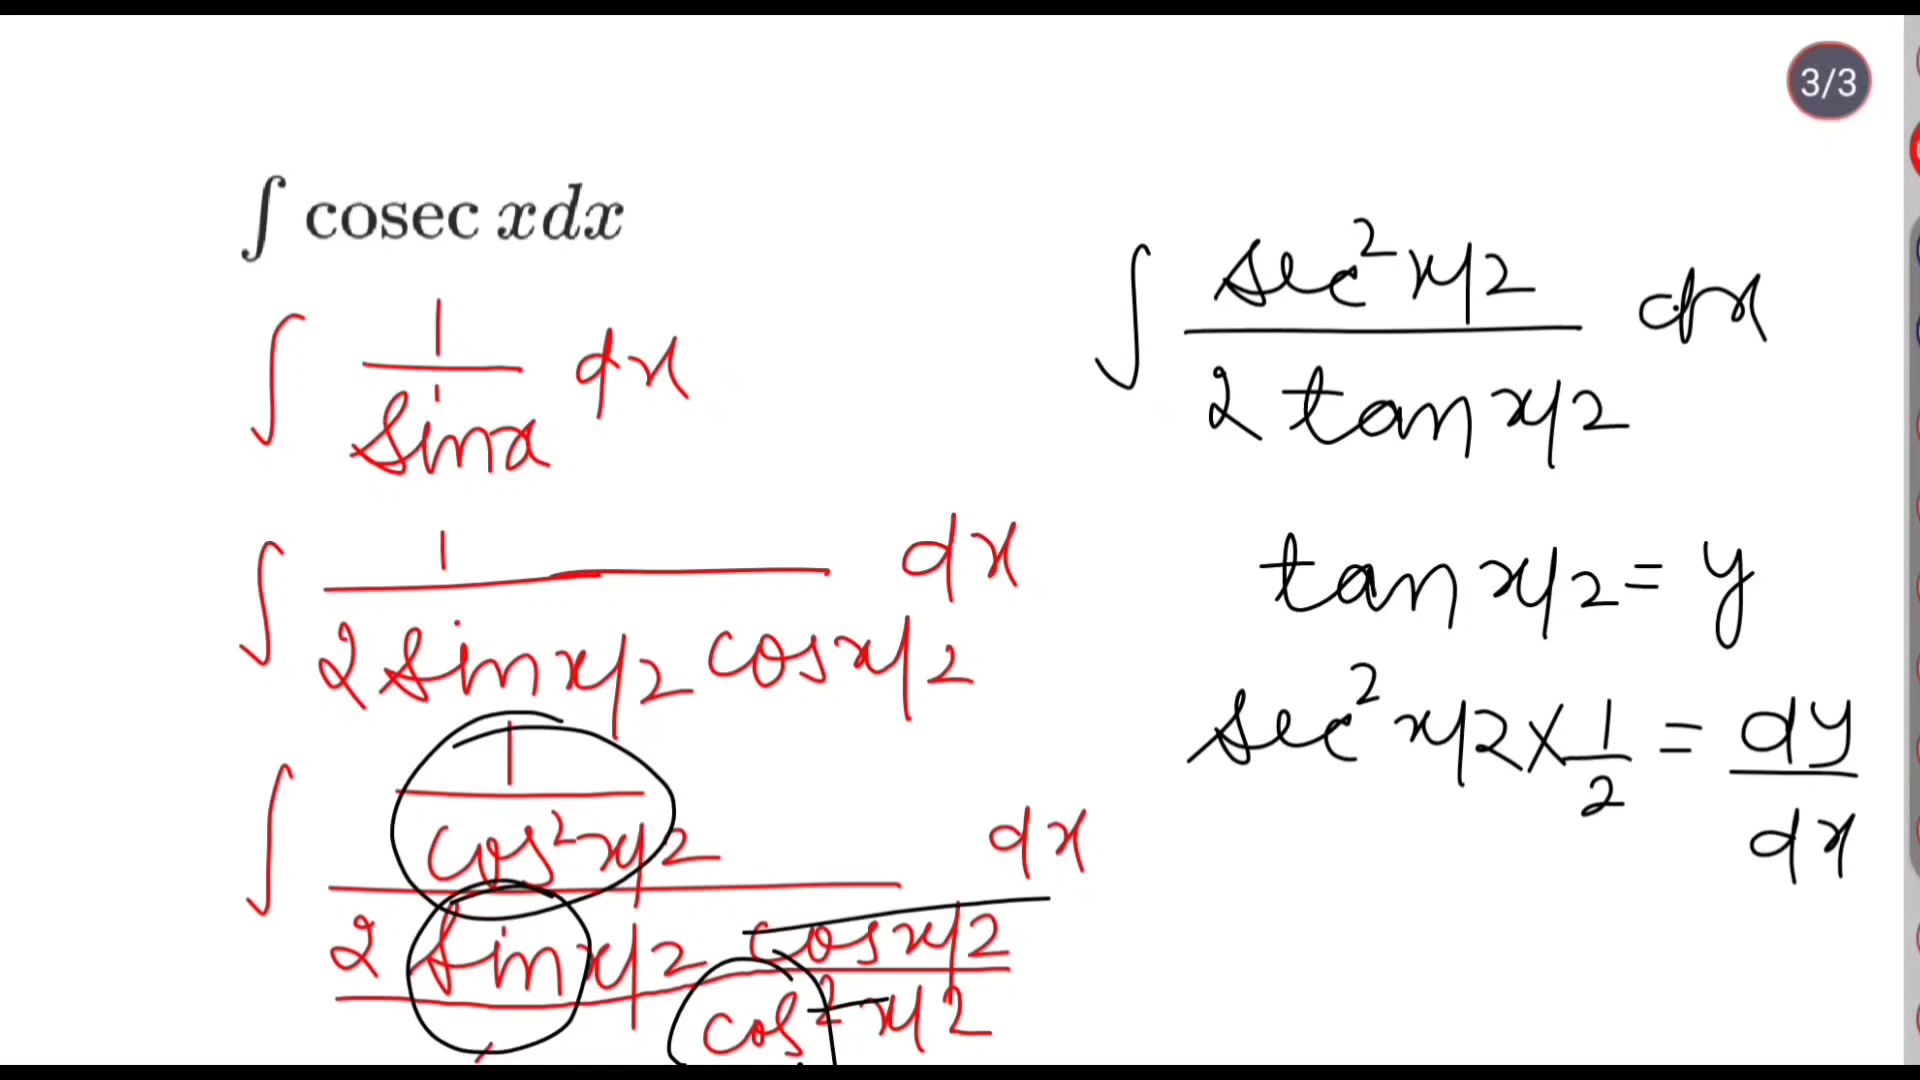 3/3
∫ cosec x dx
∫ 1/sinx dx
∫ 1/(2 sin x/2 cos x/2) dx
∫ (1/cos² x/2)/((2 sin x/2 cos x/2)/(cos² x/2)) dx
∫ (sec² x/2)/(2 tan x/2) dx
tan x/2 = y
sec² x/2 × 1/2 = dy/dx